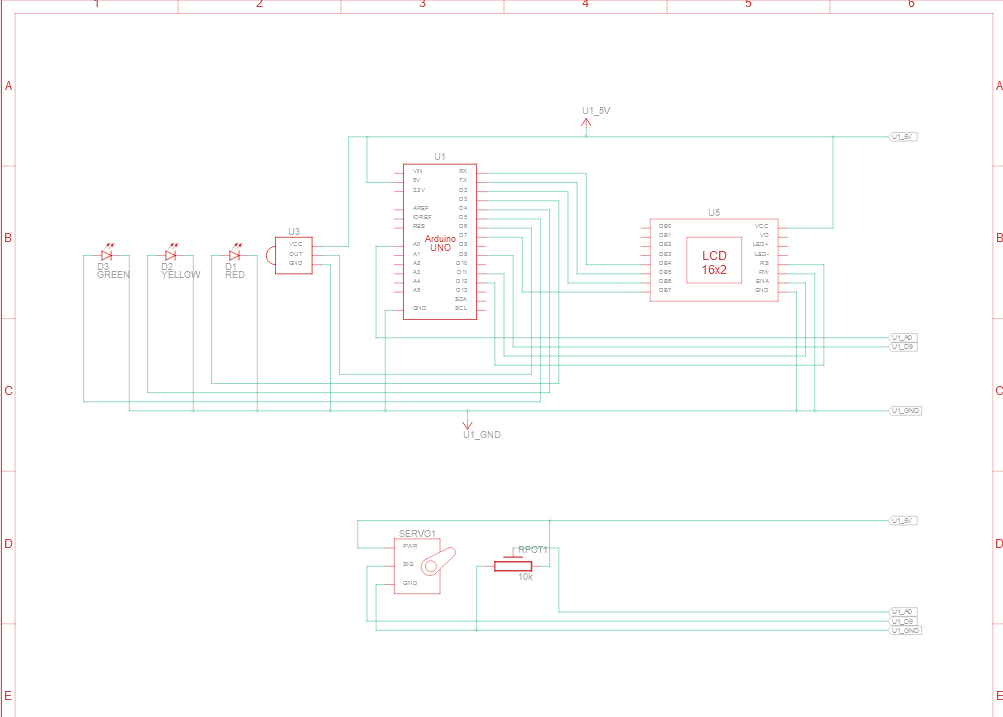 1 2 3 4 5 6
A A
U1_5V
U1_5V
U1
VIN RX
5V TX
3.3V D2
D3
AREF D4
IOREF D5
RES D6
D7
A0 D8
A1 D9
A2 D10
A3 D11
A4 D12
A5 D13
SDA
GND SCL
Arduino
UNO
B B
U3
VCC
OUT
GND
D3
GREEN
D2
YELLOW
D1
RED
U5
DB0 VCC
DB1 VO
DB2 LED+
DB3 LED-
DB4 RS
DB5 RW
DB6 ENA
DB7 GND
LCD
16x2
U1_A0
U1_D9
C C
U1_GND
U1_GND
U1_5V
D D
SERVO1
PWR
SIG
GND
RPOT1
10k
U1_A0
U1_D9
U1_GND
E E